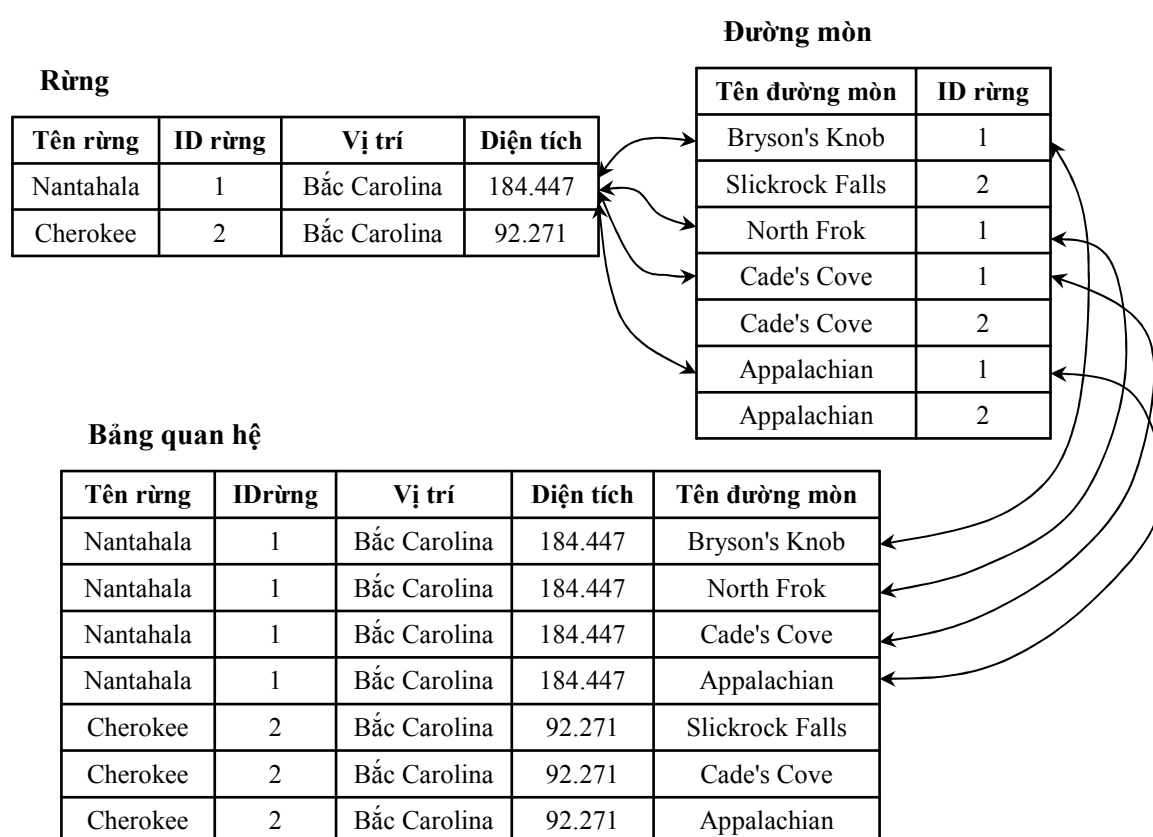 Đường mòn
Tên đường mòn ID rừng
Bryson's Knob 1
Slickrock Falls 2
North Frok 1
Cade's Cove 1
Cade's Cove 2
Appalachian 1
Appalachian 2
Rừng
Tên rừng ID rừng Vị trí Diện tích
Nantahala 1 Bắc Carolina 184.447
Cherokee 2 Bắc Carolina 92.271
Bảng quan hệ
Tên rừng IDrừng Vị trí Diện tích Tên đường mòn
Nantahala 1 Bắc Carolina 184.447 Bryson's Knob
Nantahala 1 Bắc Carolina 184.447 North Frok
Nantahala 1 Bắc Carolina 184.447 Cade's Cove
Nantahala 1 Bắc Carolina 184.447 Appalachian
Cherokee 2 Bắc Carolina 92.271 Slickrock Falls
Cherokee 2 Bắc Carolina 92.271 Cade's Cove
Cherokee 2 Bắc Carolina 92.271 Appalachian